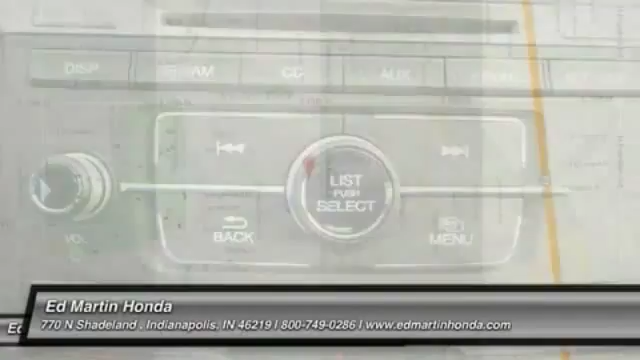 DISP
CD
AUX
LIST
PUSH
SELECT
VOL
BACK
MENU
Ed Martin Honda
770 N Shadeland , Indianapolis, IN 46219 | 800-749-0286 | www.edmartinhonda.com
Ed